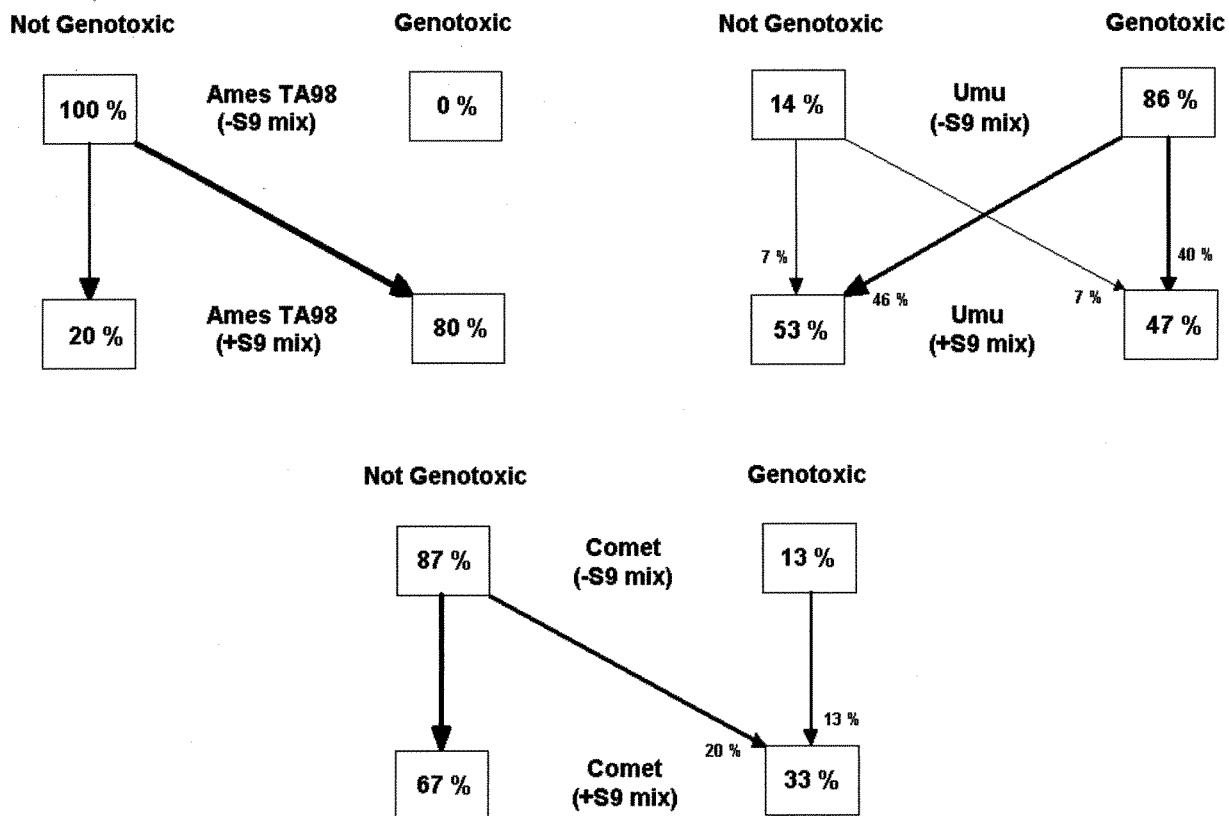 Not Genotoxic
Genotoxic
100 %
Ames TA98
(-S9 mix)
0 %
20 %
Ames TA98
(+S9 mix)
80 %
Not Genotoxic
Genotoxic
14 %
Umu
(-S9 mix)
86 %
7 %
46 %
7 %
40 %
53 %
Umu
(+S9 mix)
47 %
Not Genotoxic
Genotoxic
87 %
Comet
(-S9 mix)
13 %
20 %
13 %
67 %
Comet
(+S9 mix)
33 %